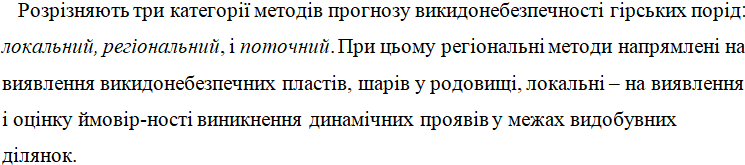 Розрізняють три категорії методів прогнозу викидонебезпечності гірських порід:
локальний, регіональний, і поточний. При цьому регіональні методи напрямлені на
виявлення викидонебезпечних пластів, шарів у родовищі, локальні – на виявлення
і оцінку ймовір-ності виникнення динамічних проявів у межах видобувних
ділянок.